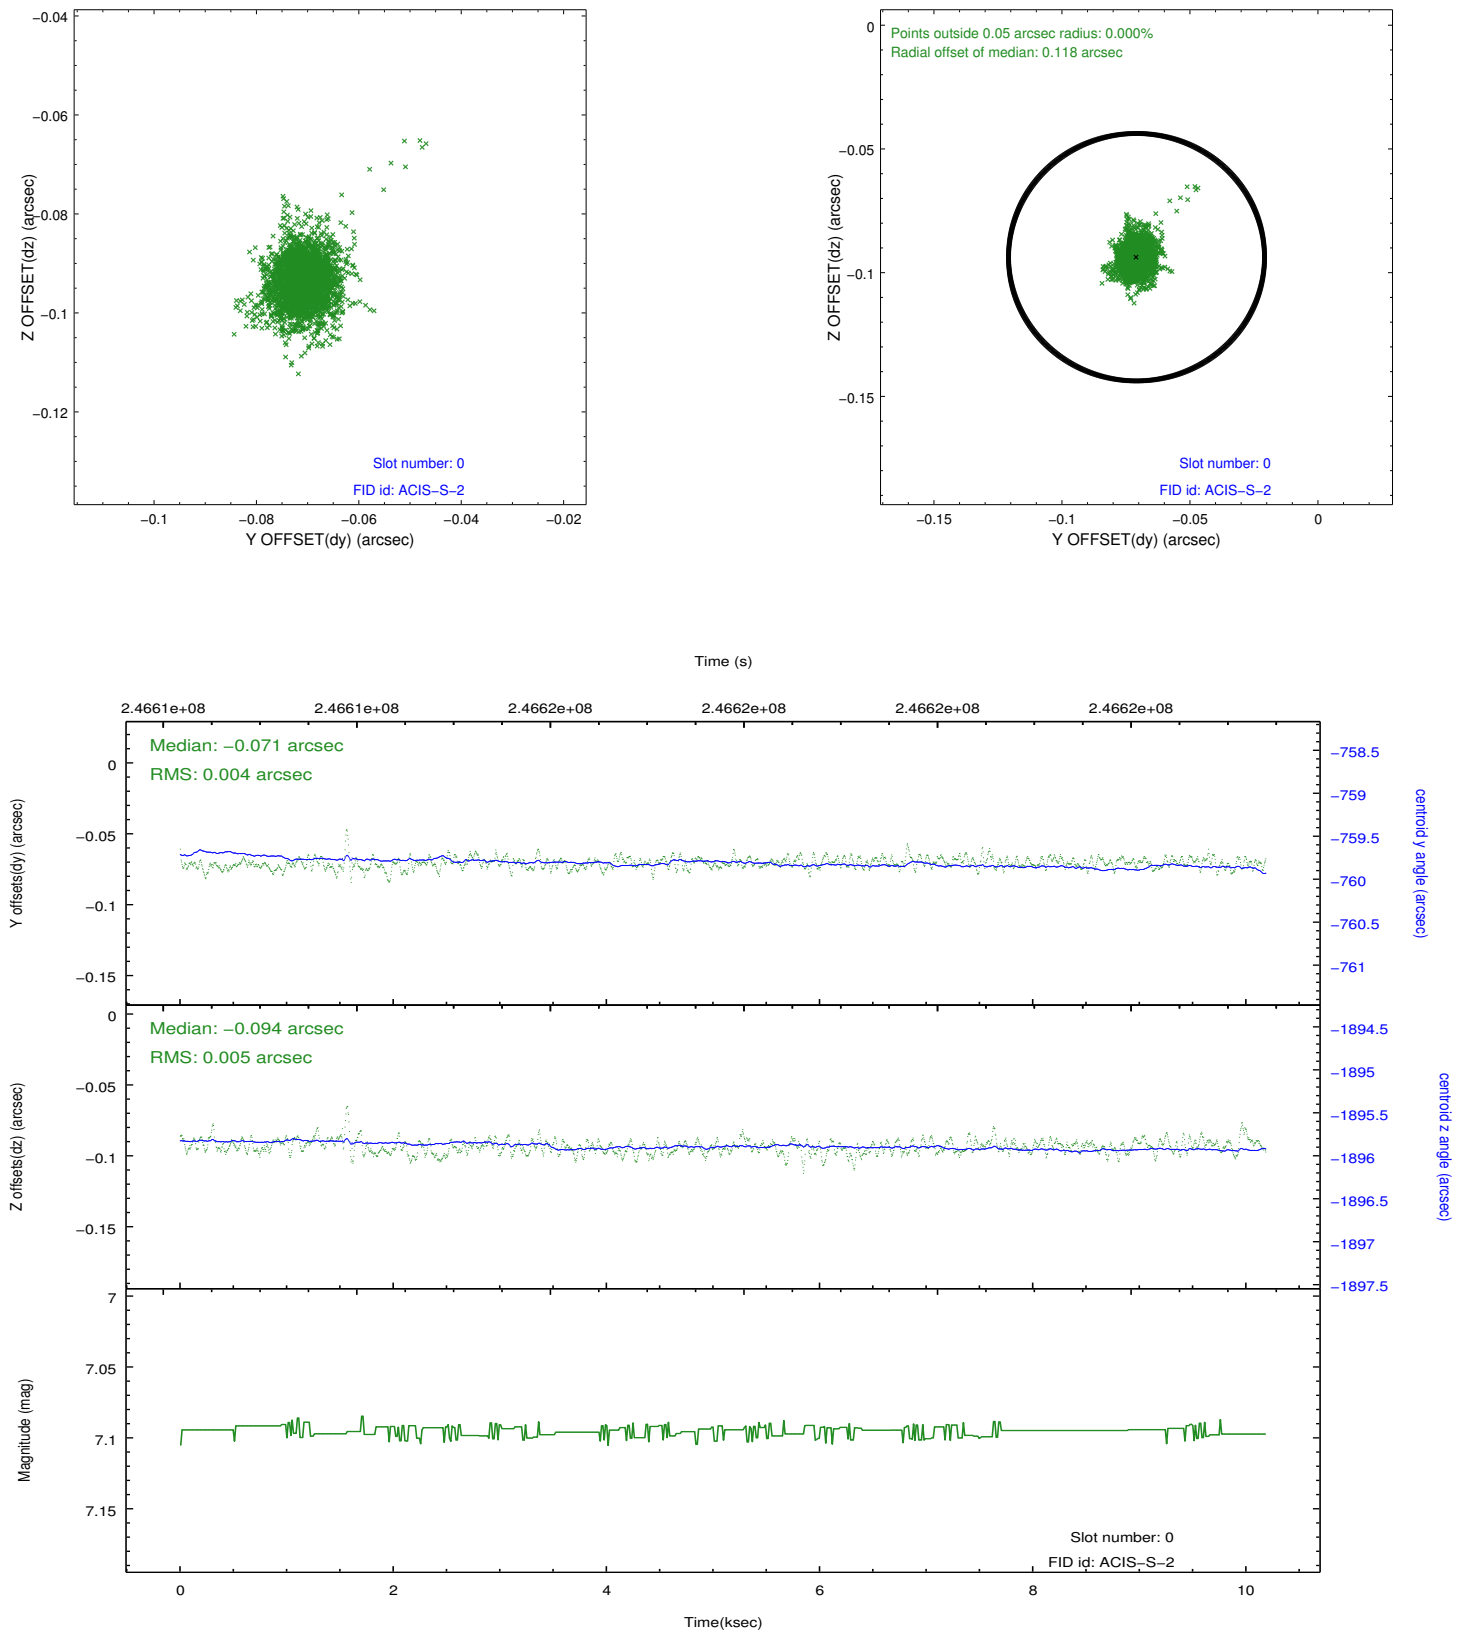 −0.04
−0.06
−0.08
−0.1
−0.12
Z OFFSET(dz) (arcsec)
Slot number: 0
FID id: ACIS−S−2
−0.1
−0.08
−0.06
−0.04
−0.02
Y OFFSET(dy) (arcsec)
Points outside 0.05 arcsec radius: 0.000%
Radial offset of median: 0.118 arcsec
0
−0.05
−0.1
−0.15
Z OFFSET(dz) (arcsec)
Slot number: 0
FID id: ACIS−S−2
−0.15
−0.1
−0.05
0
Y OFFSET(dy) (arcsec)
Time (s)
2.4661e+08
2.4661e+08
2.4662e+08
2.4662e+08
2.4662e+08
2.4662e+08
Median: −0.071 arcsec
RMS: 0.004 arcsec
0
−0.05
−0.1
−0.15
Y offsets(dy) (arcsec)
−758.5
−759
−759.5
−760
−760.5
−761
centroid y angle (arcsec)
Median: −0.094 arcsec
RMS: 0.005 arcsec
0
−0.05
−0.1
−0.15
Z offsets(dz) (arcsec)
−1894.5
−1895
−1895.5
−1896
−1896.5
−1897
−1897.5
centroid z angle (arcsec)
7
7.05
7.1
7.15
Magnitude (mag)
Slot number: 0
FID id: ACIS−S−2
0
2
4
6
8
10
Time(ksec)